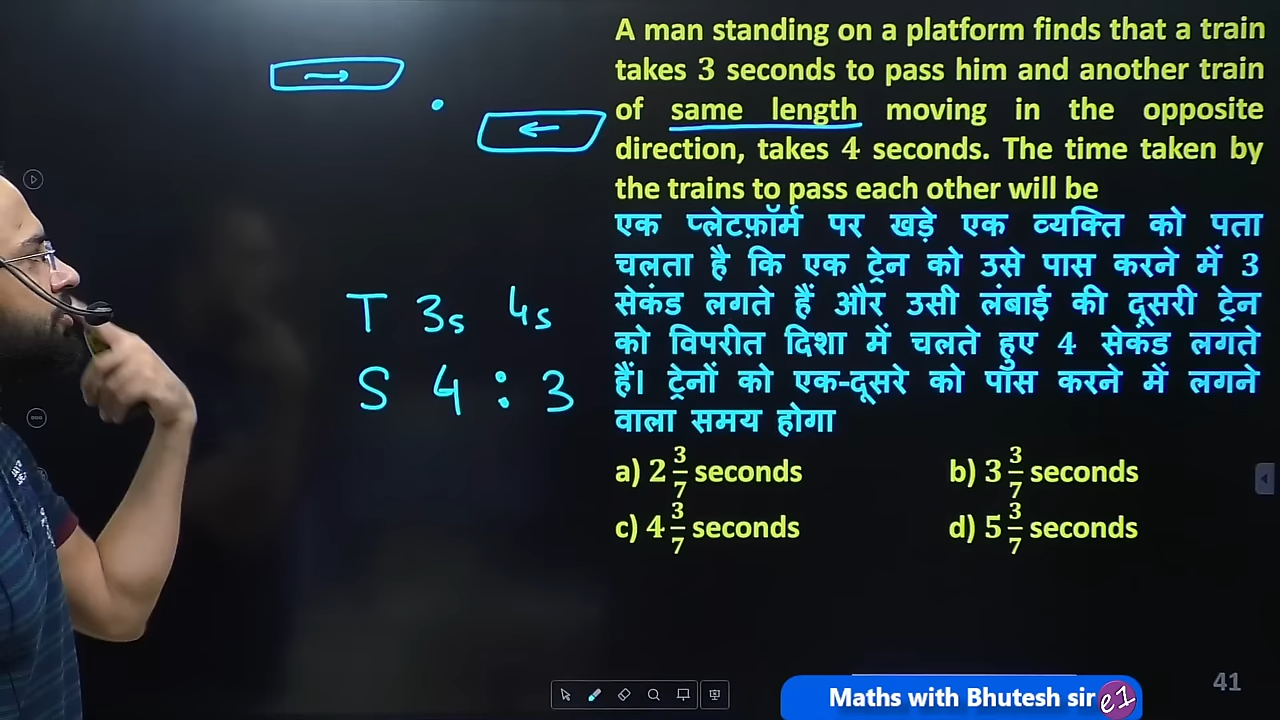 A man standing on a platform finds that a train
takes 3 seconds to pass him and another train
of same length moving in the opposite
direction, takes 4 seconds. The time taken by
the trains to pass each other will be
एक प्लेटफ़ॉर्म पर खड़े एक व्यक्ति को पता
चलता है कि एक ट्रेन को उसे पास करने में 3
सेकंड लगते हैं और उसी लंबाई की दूसरी ट्रेन
को विपरीत दिशा में चलते हुए 4 सेकंड लगते
हैं। ट्रेनों को एक-दूसरे को पास करने में लगने
वाला समय होगा
T 3s 4s
S 4 : 3
a) 2 3/7 seconds b) 3 3/7 seconds
c) 4 3/7 seconds d) 5 3/7 seconds
Maths with Bhutesh sir e1
41